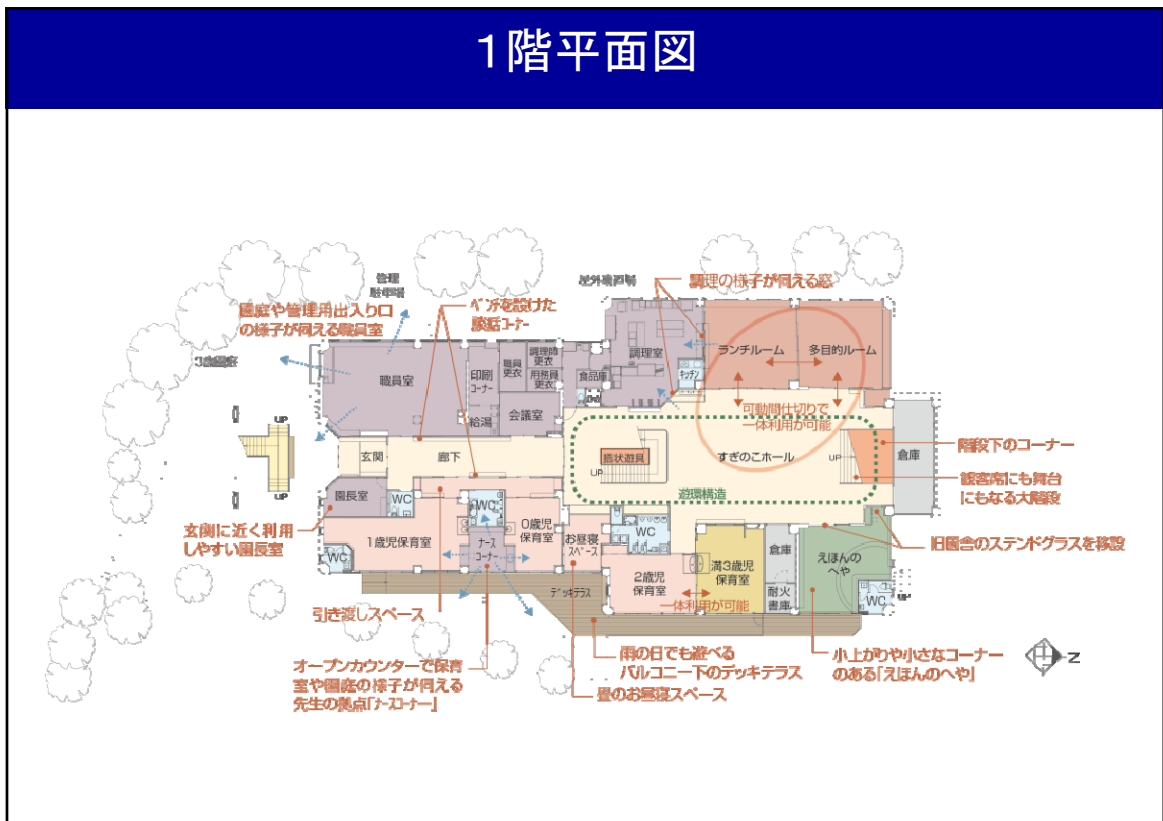 1階平面図
管理
駐車場
屋外
調理の様子が伺える窓
ベンチを設けた
談話コーナー
園庭や管理用出入り口
の様子が伺える職員室
職員室
印刷
コーナー
給湯
職員
更衣
調理師
更衣
用務員
更衣
会議室
食品庫
調理室
キッチン
ランチルーム
多目的ルーム
可動間仕切りで
一体利用が可能
UP
玄関
廊下
UP
すぎのこホール
UP
倉庫
階段下のコーナー
観客席にも舞台
にもなる大階段
遊環構造
園長室
WC
WC
玄関に近く利用
しやすい園長室
1歳児保育室
WC
ナース
コーナー
0歳児
保育室
お昼寝
スペース
WC
2歳児
保育室
満3歳児
保育室
一体利用が可能
倉庫
耐火
書庫
えほんの
へや
WC
旧園舎のステンドグラスを移設
デッキテラス
引き渡しスペース
オープンカウンターで保育
室や園庭の様子が伺える
先生の拠点「ナースコーナー」
雨の日でも遊べる
バルコニー下のデッキテラス
畳のお昼寝スペース
小上がりや小さなコーナー
のある「えほんのへや」
N